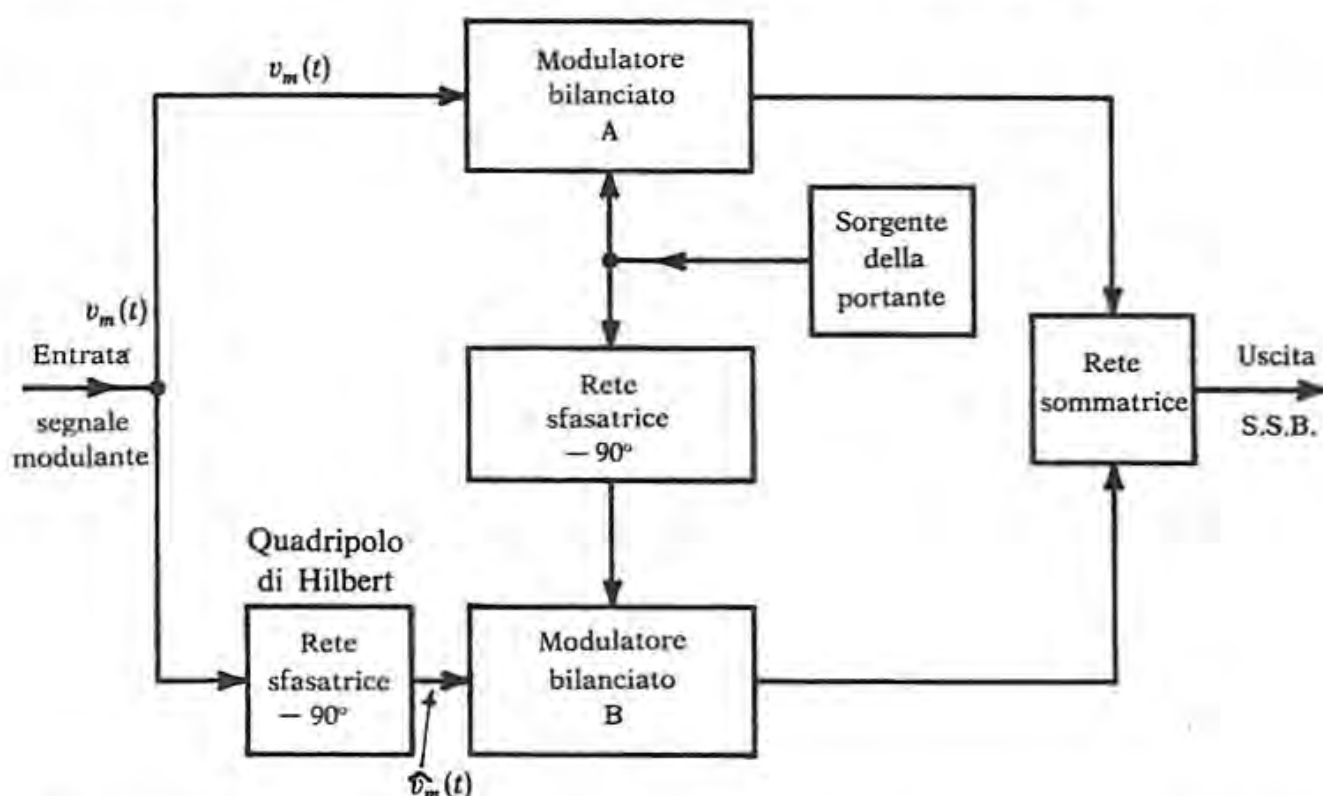 v_m(t)
Modulatore
bilanciato
A
Sorgente
della
portante
v_m(t)
Entrata
segnale
modulante
Rete
sfasatrice
— 90°
Rete
sommatrice
Uscita
S.S.B.
Quadripolo
di Hilbert
Rete
sfasatrice
— 90°
Modulatore
bilanciato
B
v̂_m(t)